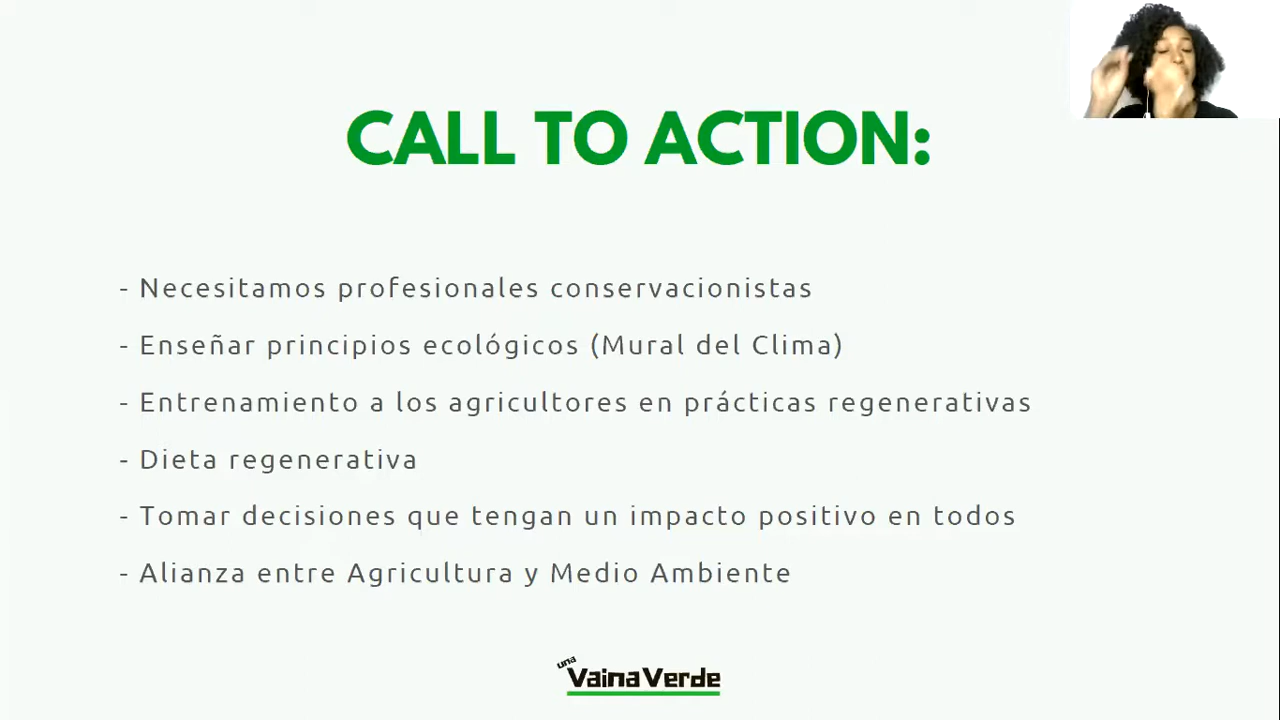 CALL TO ACTION:
- Necesitamos profesionales conservacionistas
- Enseñar principios ecológicos (Mural del Clima)
- Entrenamiento a los agricultores en prácticas regenerativas
- Dieta regenerativa
- Tomar decisiones que tengan un impacto positivo en todos
- Alianza entre Agricultura y Medio Ambiente
una
VainaVerde